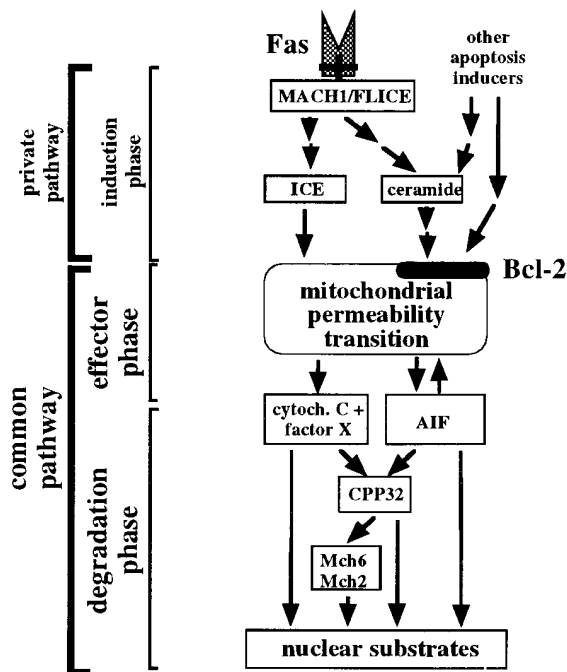 Fas
other
apoptosis
inducers
MACH1/FLICE
private
pathway
induction
phase
ICE
ceramide
Bcl-2
mitochondrial
permeability
transition
effector
phase
common
pathway
cytoch. C +
factor X
AIF
degradation
phase
CPP32
Mch6
Mch2
nuclear substrates